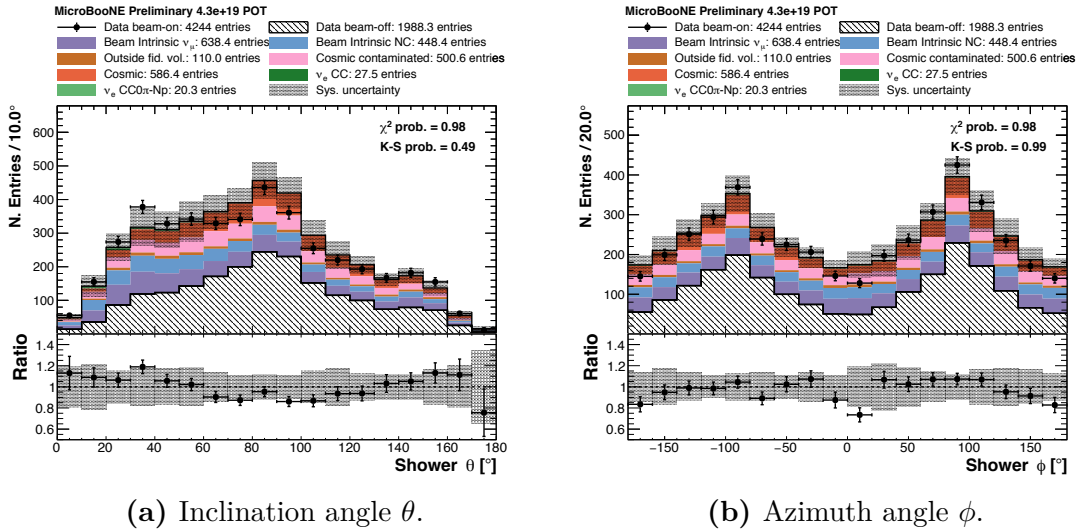 MicroBooNE Preliminary 4.3e+19 POT
Data beam-on: 4244 entries
Data beam-off: 1988.3 entries
Beam Intrinsic νμ: 638.4 entries
Beam Intrinsic NC: 448.4 entries
Outside fid. vol.: 110.0 entries
Cosmic contaminated: 500.6 entries
Cosmic: 586.4 entries
νe CC: 27.5 entries
νe CC0π-Np: 20.3 entries
Sys. uncertainty
N. Entries / 10.0°
600
500
400
300
200
100
χ² prob. = 0.98
K-S prob. = 0.49
Ratio
1.4
1.2
1
0.8
0.6
0 20 40 60 80 100 120 140 160 180
Shower θ [°]
(a) Inclination angle θ.
MicroBooNE Preliminary 4.3e+19 POT
Data beam-on: 4244 entries
Data beam-off: 1988.3 entries
Beam Intrinsic νμ: 638.4 entries
Beam Intrinsic NC: 448.4 entries
Outside fid. vol.: 110.0 entries
Cosmic contaminated: 500.6 entries
Cosmic: 586.4 entries
νe CC: 27.5 entries
νe CC0π-Np: 20.3 entries
Sys. uncertainty
N. Entries / 20.0°
500
400
300
200
100
χ² prob. = 0.98
K-S prob. = 0.99
Ratio
1.4
1.2
1
0.8
0.6
−150 −100 −50 0 50 100 150
Shower ϕ [°]
(b) Azimuth angle ϕ.